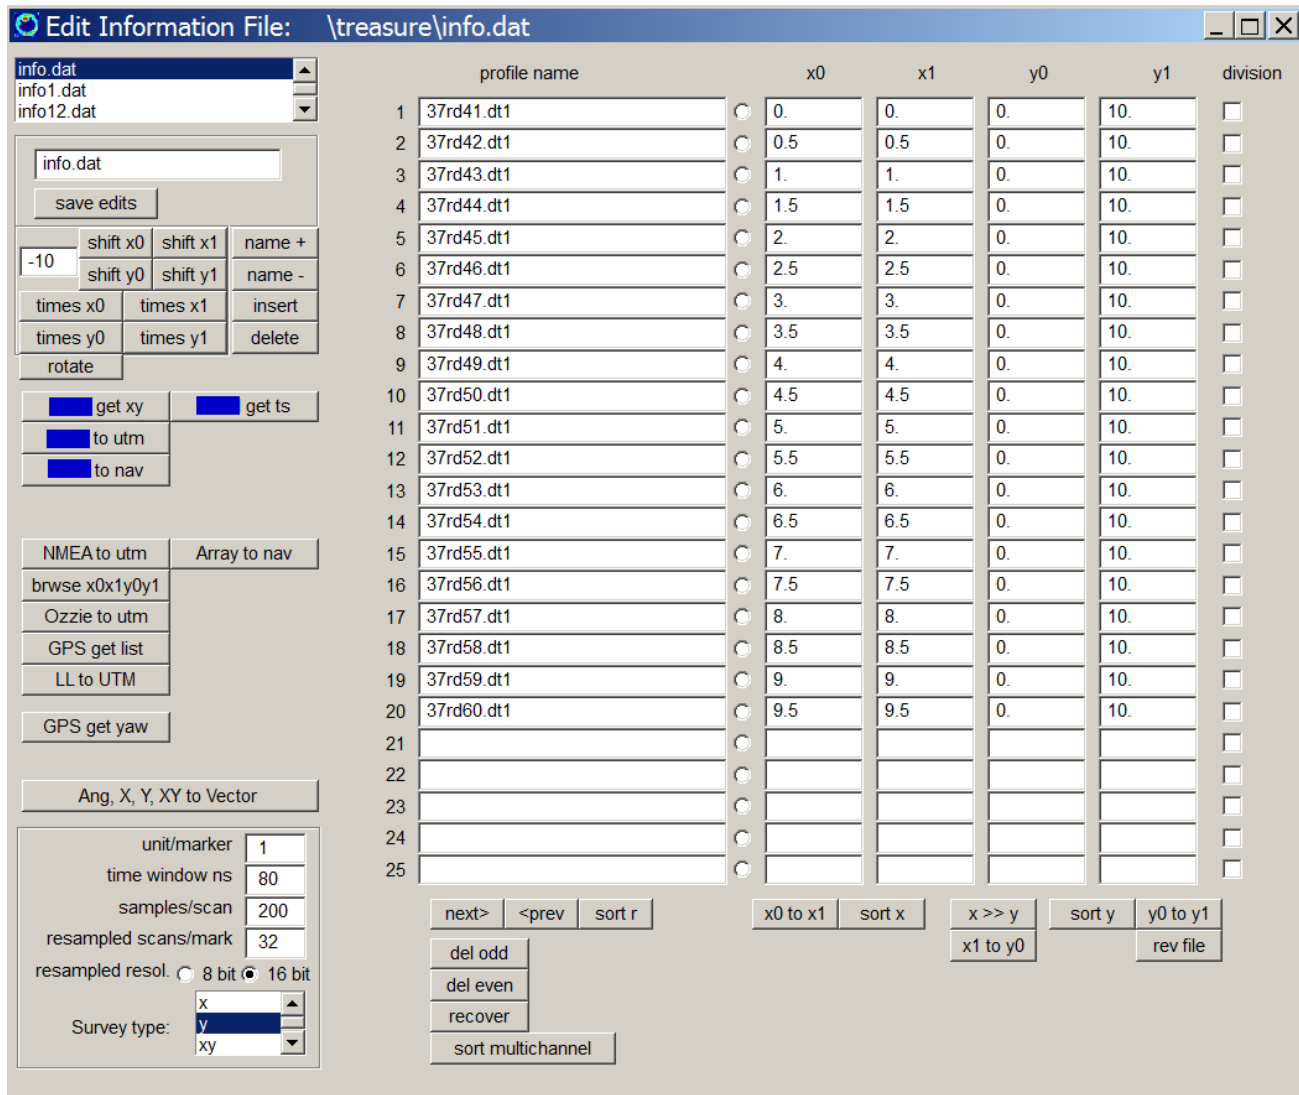 Edit Information File: \treasure\info.dat
info.dat
info1.dat
info12.dat
info.dat
save edits
-10
shift x0 shift x1 name +
shift y0 shift y1 name -
times x0 times x1 insert
times y0 times y1 delete
rotate
get xy get ts
to utm
to nav
NMEA to utm Array to nav
brwse x0x1y0y1
Ozzie to utm
GPS get list
LL to UTM
GPS get yaw
Ang, X, Y, XY to Vector
unit/marker 1
time window ns 80
samples/scan 200
resampled scans/mark 32
resampled resol. 8 bit 16 bit
Survey type: x
y
xy
profile name x0 x1 y0 y1 division
1 37rd41.dt1 0. 0. 0. 10.
2 37rd42.dt1 0.5 0.5 0. 10.
3 37rd43.dt1 1. 1. 0. 10.
4 37rd44.dt1 1.5 1.5 0. 10.
5 37rd45.dt1 2. 2. 0. 10.
6 37rd46.dt1 2.5 2.5 0. 10.
7 37rd47.dt1 3. 3. 0. 10.
8 37rd48.dt1 3.5 3.5 0. 10.
9 37rd49.dt1 4. 4. 0. 10.
10 37rd50.dt1 4.5 4.5 0. 10.
11 37rd51.dt1 5. 5. 0. 10.
12 37rd52.dt1 5.5 5.5 0. 10.
13 37rd53.dt1 6. 6. 0. 10.
14 37rd54.dt1 6.5 6.5 0. 10.
15 37rd55.dt1 7. 7. 0. 10.
16 37rd56.dt1 7.5 7.5 0. 10.
17 37rd57.dt1 8. 8. 0. 10.
18 37rd58.dt1 8.5 8.5 0. 10.
19 37rd59.dt1 9. 9. 0. 10.
20 37rd60.dt1 9.5 9.5 0. 10.
21
22
23
24
25
next> <prev sort r x0 to x1 sort x x >> y sort y y0 to y1
del odd x1 to y0 rev file
del even
recover
sort multichannel